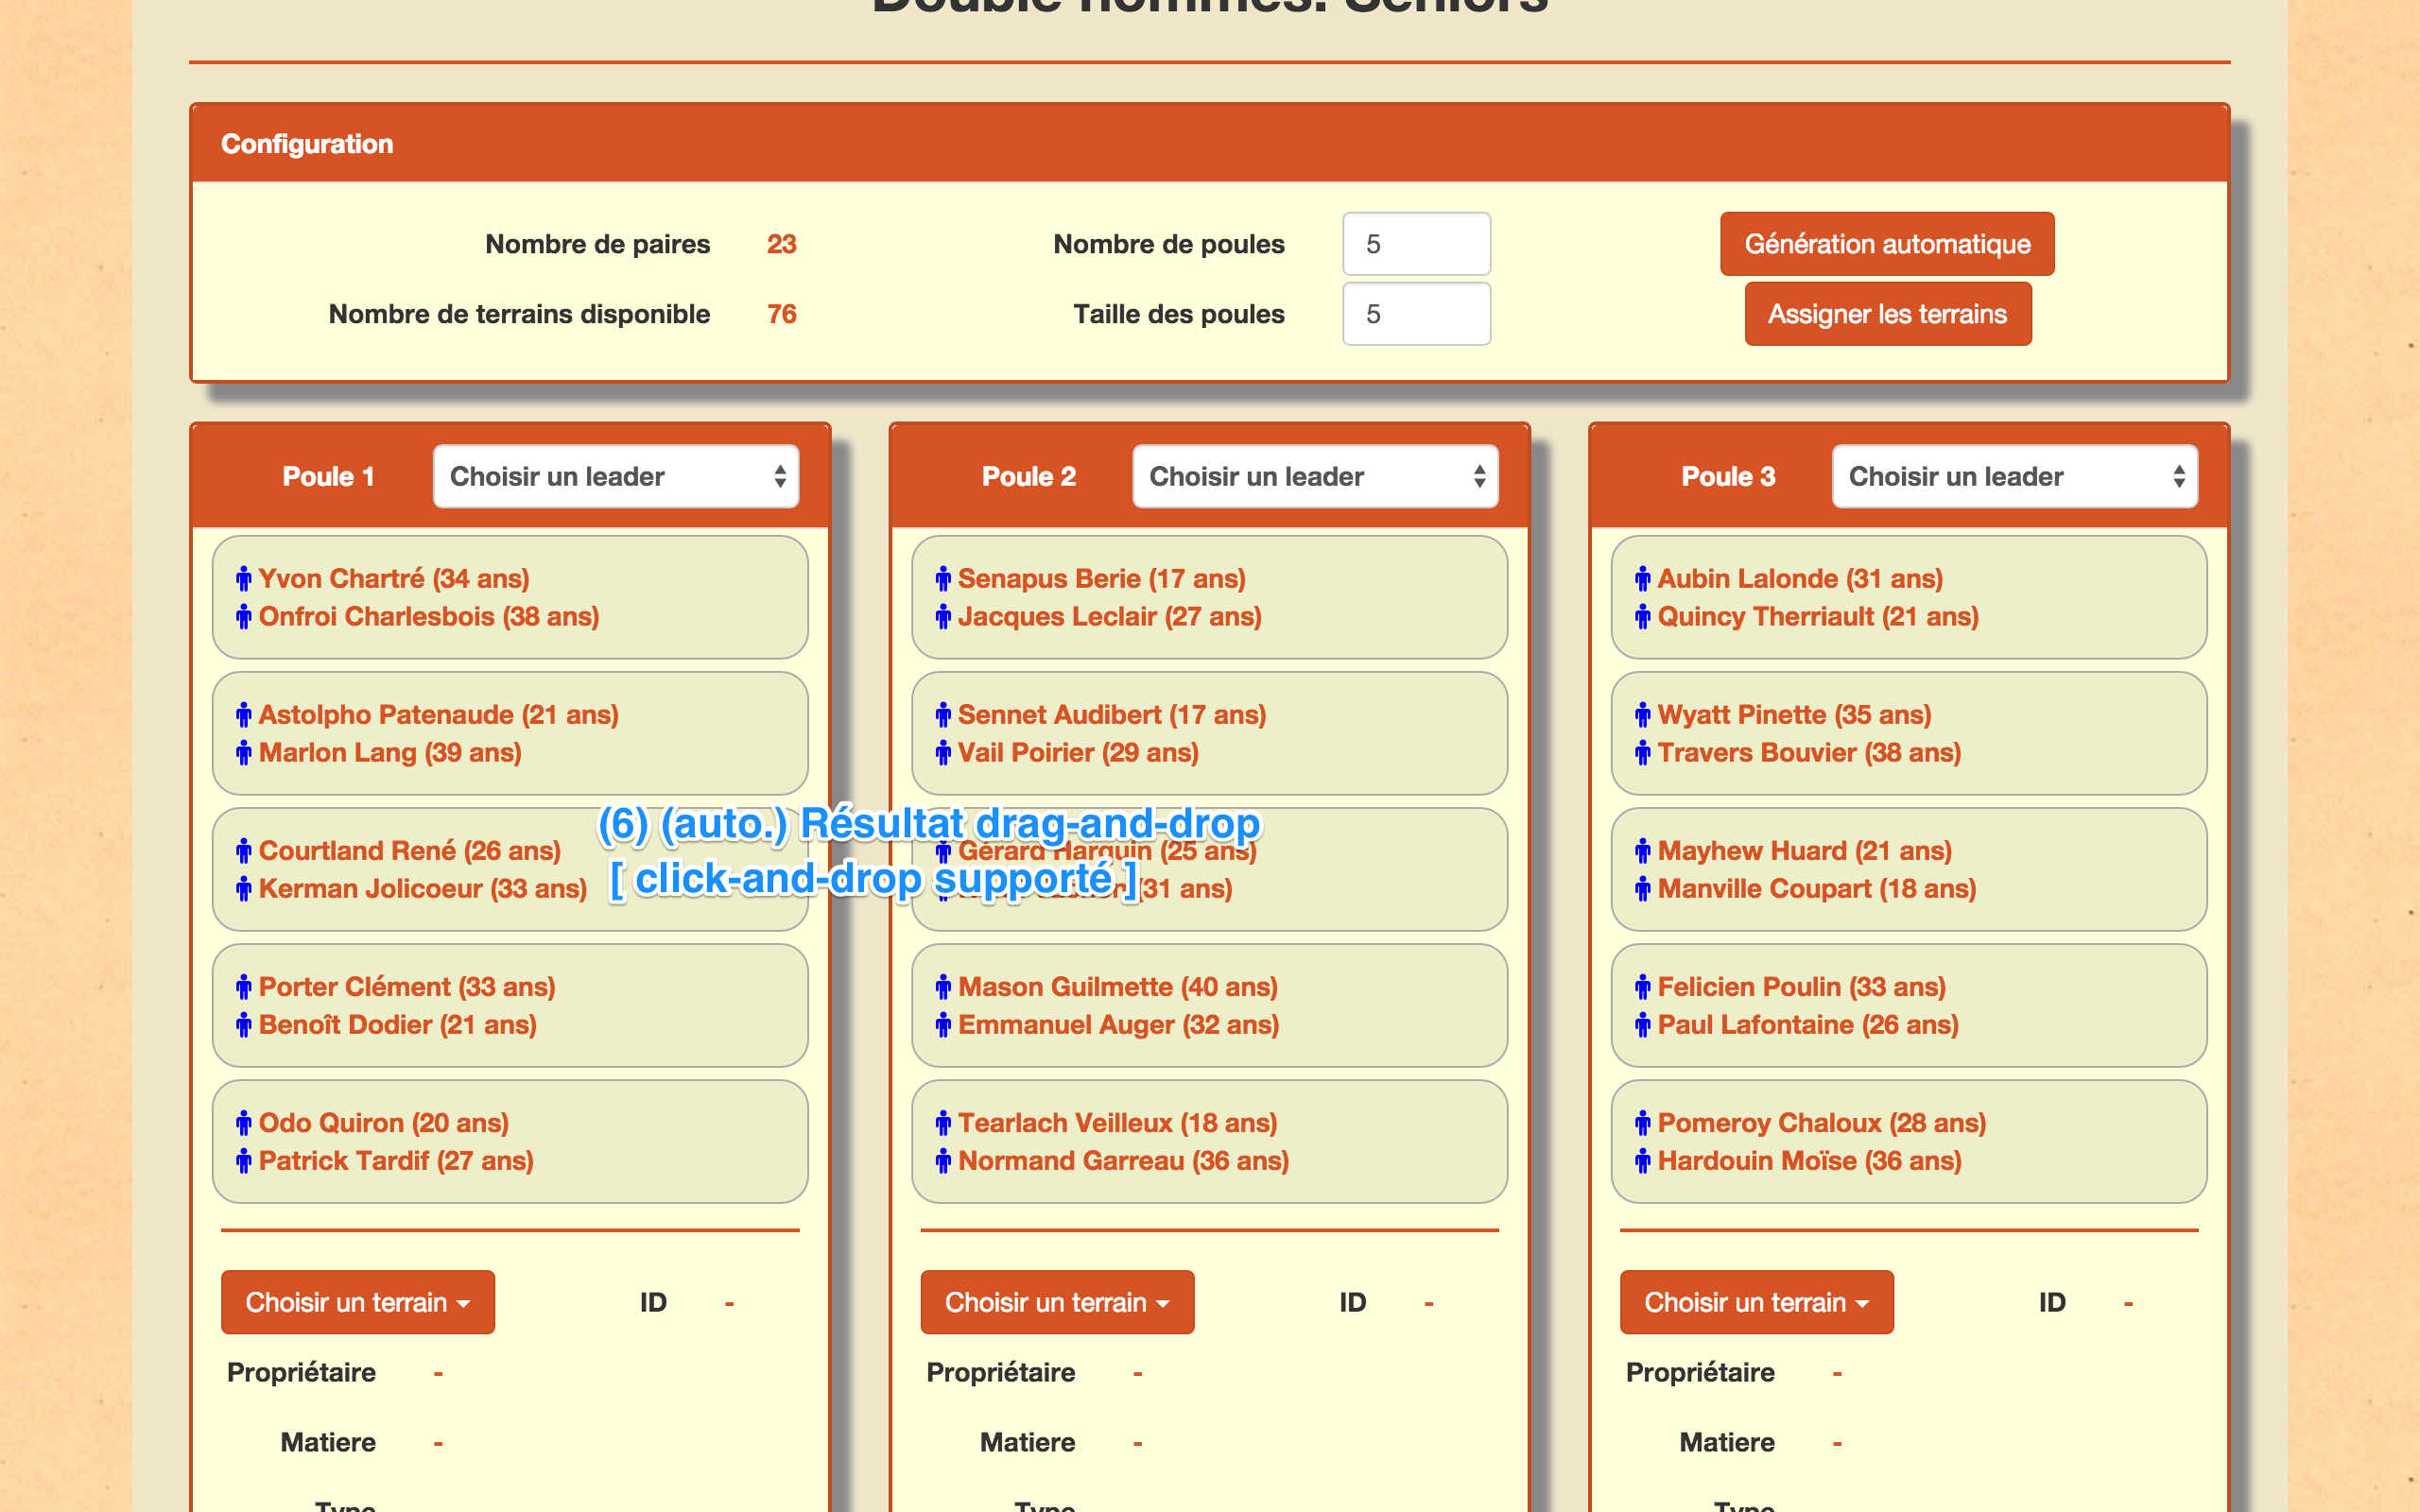 Double hommes: Seniors
Configuration
Nombre de paires 23 Nombre de poules 5 Génération automatique
Nombre de terrains disponible 76 Taille des poules 5 Assigner les terrains
Poule 1 Choisir un leader
Yvon Chartré (34 ans)
Onfroi Charlesbois (38 ans)
Astolpho Patenaude (21 ans)
Marlon Lang (39 ans)
Courtland René (26 ans)
Kerman Jolicoeur (33 ans)
Porter Clément (33 ans)
Benoît Dodier (21 ans)
Odo Quiron (20 ans)
Patrick Tardif (27 ans)
Choisir un terrain ID -
Propriétaire -
Matiere -
Type
Poule 2 Choisir un leader
Senapus Berie (17 ans)
Jacques Leclair (27 ans)
Sennet Audibert (17 ans)
Vail Poirier (29 ans)
(6) (auto.) Résultat drag-and-drop
[ click-and-drop supporté ]
Gérard Harquin (25 ans)
(31 ans)
Mason Guilmette (40 ans)
Emmanuel Auger (32 ans)
Tearlach Veilleux (18 ans)
Normand Garreau (36 ans)
Choisir un terrain ID -
Propriétaire -
Matiere -
Type
Poule 3 Choisir un leader
Aubin Lalonde (31 ans)
Quincy Therriault (21 ans)
Wyatt Pinette (35 ans)
Travers Bouvier (38 ans)
Mayhew Huard (21 ans)
Manville Coupart (18 ans)
Felicien Poulin (33 ans)
Paul Lafontaine (26 ans)
Pomeroy Chaloux (28 ans)
Hardouin Moïse (36 ans)
Choisir un terrain ID -
Propriétaire -
Matiere -
Type